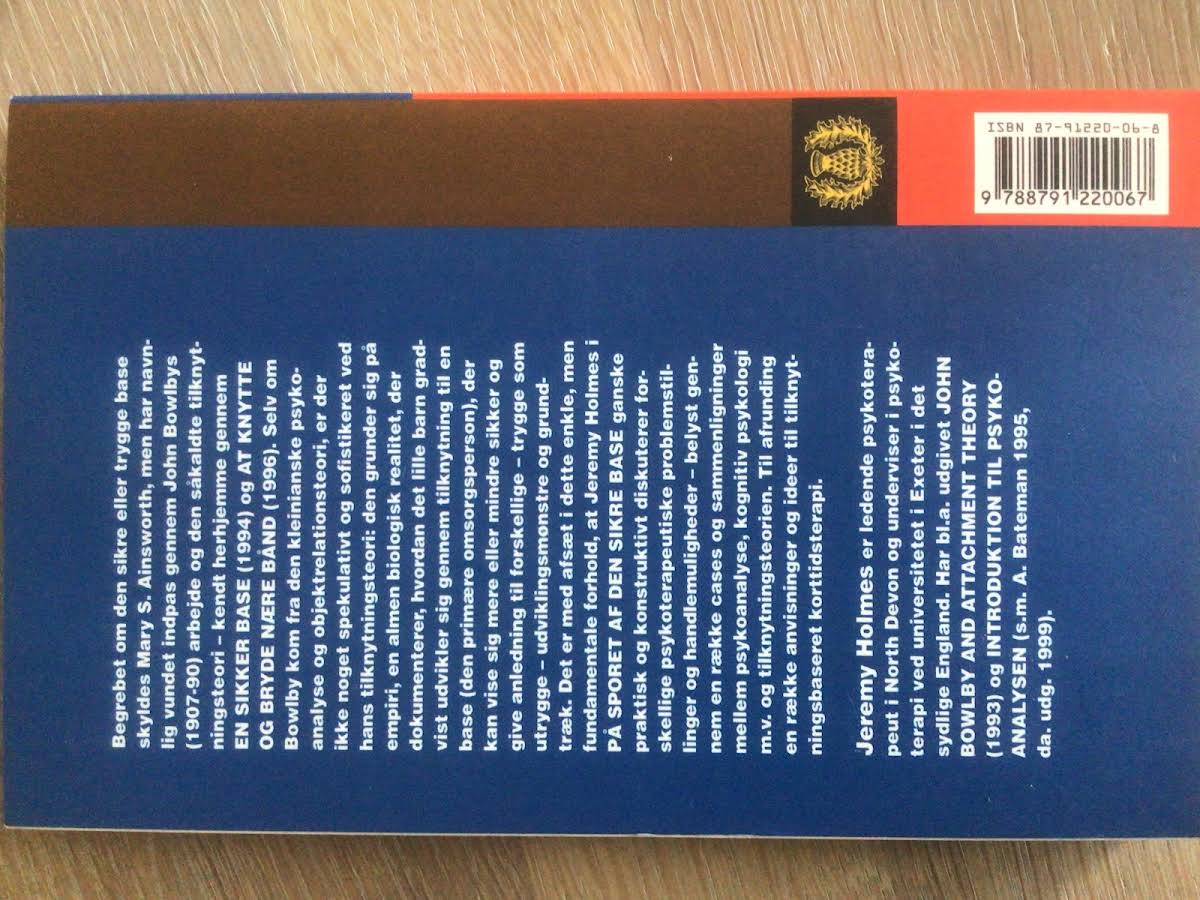 Begrebet om den sikre eller trygge base
skyldes Mary S. Ainsworth, men har navn-
lig vundet indpas gennem John Bowlbys
(1907-90) arbejde og den såkaldte tilknyt-
ningsteori – kendt herhjemme gennem
EN SIKKER BASE (1994) og AT KNYTTE
OG BRYDE NÆRE BÅND (1996). Selv om
Bowlby kom fra den kleinianske psyko-
analyse og objektrelationsteori, er der
ikke noget spekulativt og sofistikeret ved
hans tilknytningsteori: den grunder sig på
empiri, en almen biologisk realitet, der
dokumenterer, hvordan det lille barn grad-
vist udvikler sig gennem tilknytning til en
base (den primære omsorgsperson), der
kan vise sig mere eller mindre sikker og
give anledning til forskellige – trygge som
utrygge – udviklingsmønstre og grund-
træk. Det er med afsæt i dette enkle, men
fundamentale forhold, at Jeremy Holmes i
PÅ SPORET AF DEN SIKRE BASE ganske
praktisk og konstruktivt diskuterer for-
skellige psykoterapeutiske problemstil-
linger og handlemuligheder – belyst gen-
nem en række cases og sammenligninger
mellem psykoanalyse, kognitiv psykologi
m.v. og tilknytningsteorien. Til afrunding
en række anvisninger og ideer til tilknyt-
ningsbaseret korttidsterapi.
Jeremy Holmes er ledende psykotera-
peut i North Devon og underviser i psyko-
terapi ved universitetet i Exeter i det
sydlige England. Har bl.a. udgivet JOHN
BOWLBY AND ATTACHMENT THEORY
(1993) og INTRODUKTION TIL PSYKO-
ANALYSEN (s.m. A. Bateman 1995,
da. udg. 1999).
ISBN 87-91220-06-8
9 788791 220067